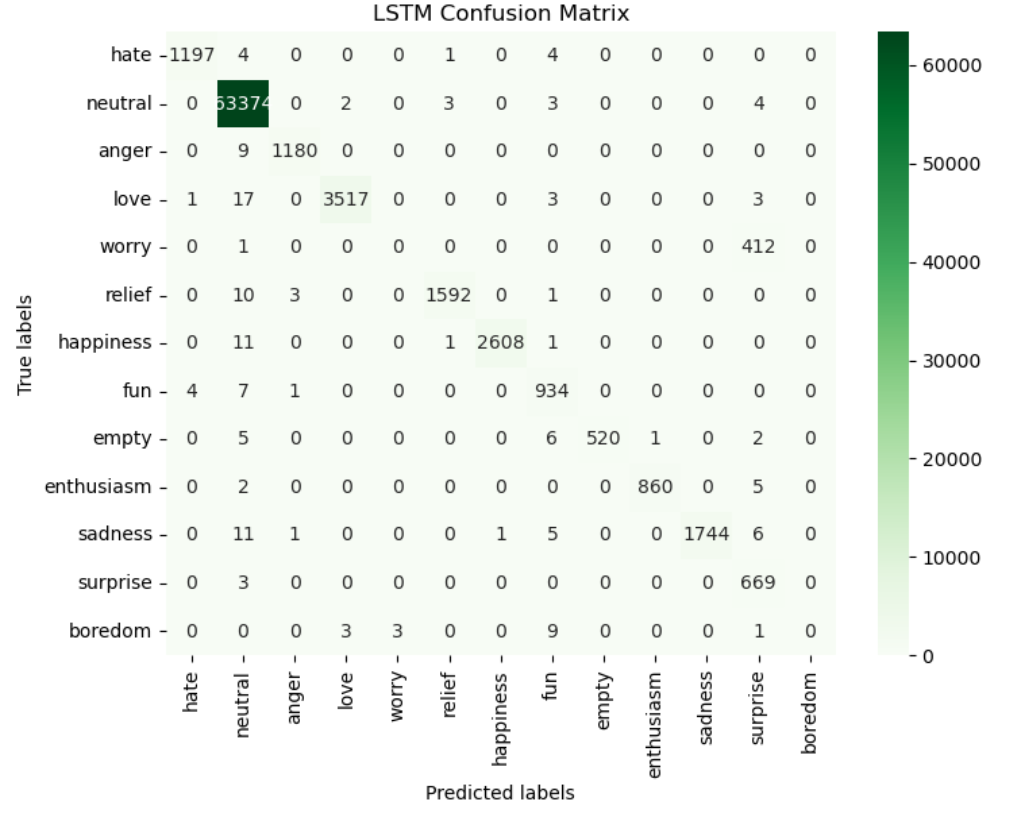 LSTM Confusion Matrix
hate 1197 4 0 0 0 1 0 4 0 0 0 0 0
neutral 0 63374 0 2 0 3 0 3 0 0 0 4 0
anger 0 9 1180 0 0 0 0 0 0 0 0 0 0
love 1 17 0 3517 0 0 0 3 0 0 0 3 0
worry 0 1 0 0 0 0 0 0 0 0 0 412 0
relief 0 10 3 0 0 1592 0 1 0 0 0 0 0
happiness 0 11 0 0 0 1 2608 1 0 0 0 0 0
fun 4 7 1 0 0 0 0 934 0 0 0 0 0
empty 0 5 0 0 0 0 0 6 520 1 0 2 0
enthusiasm 0 2 0 0 0 0 0 0 0 860 0 5 0
sadness 0 11 1 0 0 0 1 5 0 0 1744 6 0
surprise 0 3 0 0 0 0 0 0 0 0 0 669 0
boredom 0 0 0 3 3 0 0 9 0 0 0 1 0
hate neutral anger love worry relief happiness fun empty enthusiasm sadness surprise boredom
Predicted labels
True labels
60000
50000
40000
30000
20000
10000
0